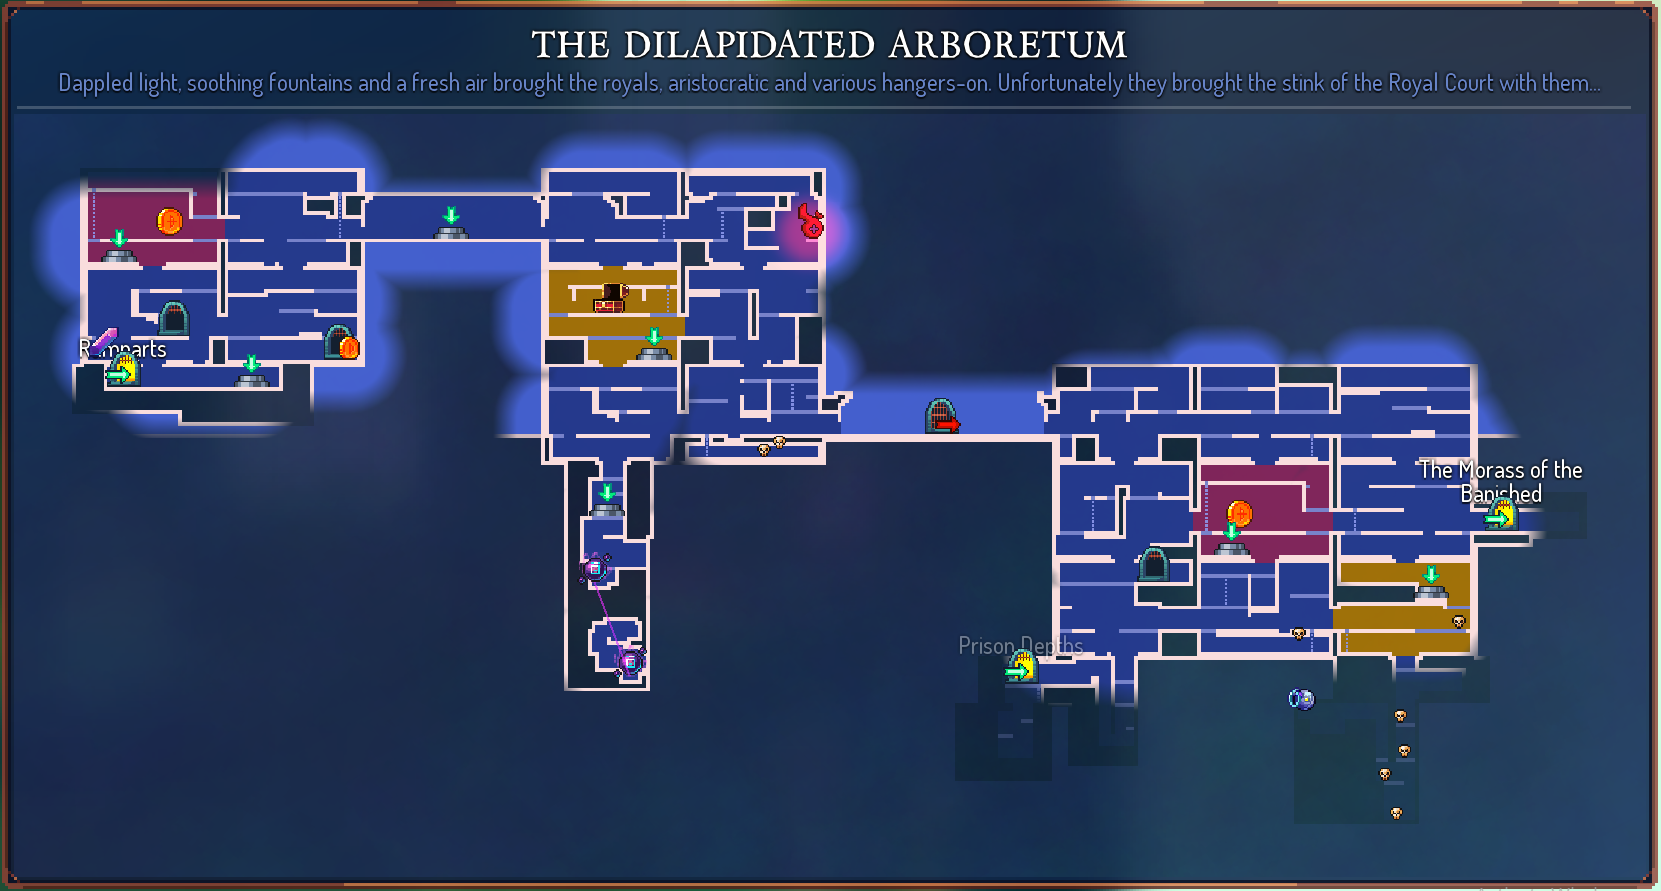 THE DILAPIDATED ARBORETUM
Dappled light, soothing fountains and a fresh air brought the royals, aristocratic and various hangers-on. Unfortunately they brought the stink of the Royal Court with them...
Ramparts
The Morass of the
Banished
Prison Depths